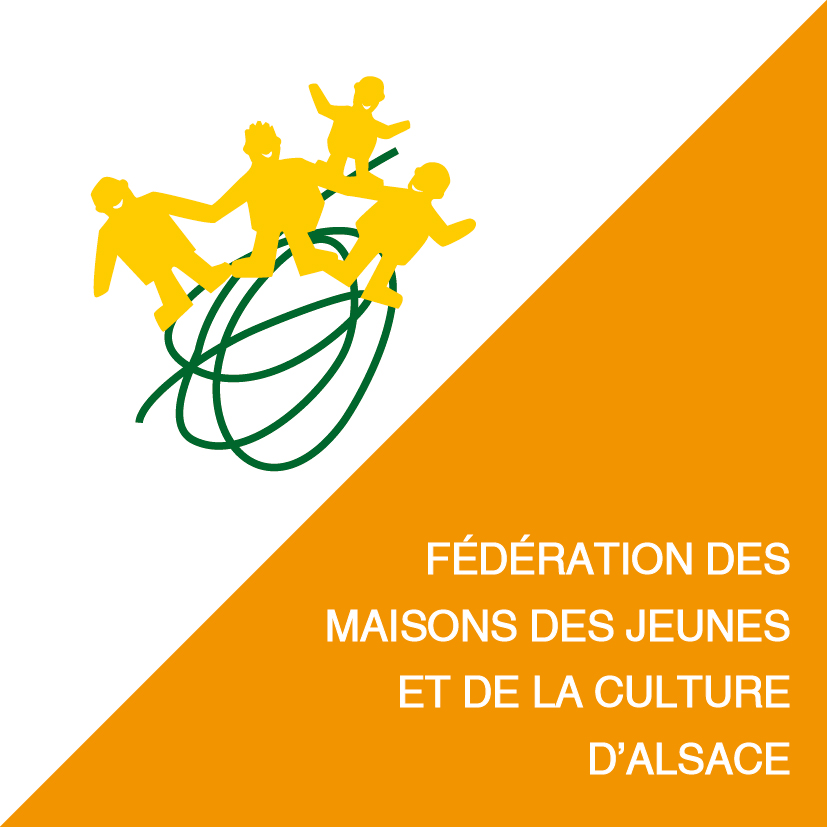 FÉDÉRATION DES
MAISONS DES JEUNES
ET DE LA CULTURE
D’ALSACE